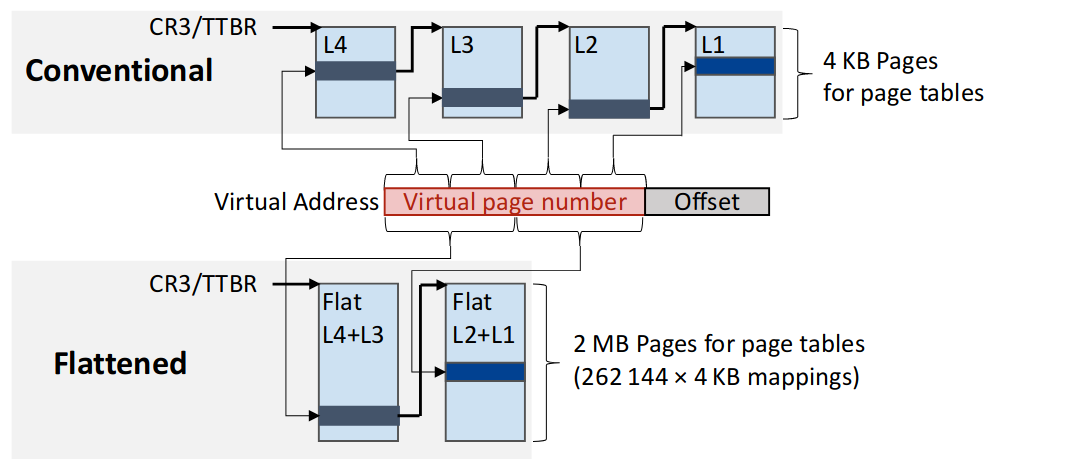 CR3/TTBR
L4
L3
L2
L1
Conventional
4 KB Pages
for page tables
Virtual Address
Virtual page number
Offset
CR3/TTBR
Flat
L4+L3
Flat
L2+L1
Flattened
2 MB Pages for page tables
(262 144 × 4 KB mappings)